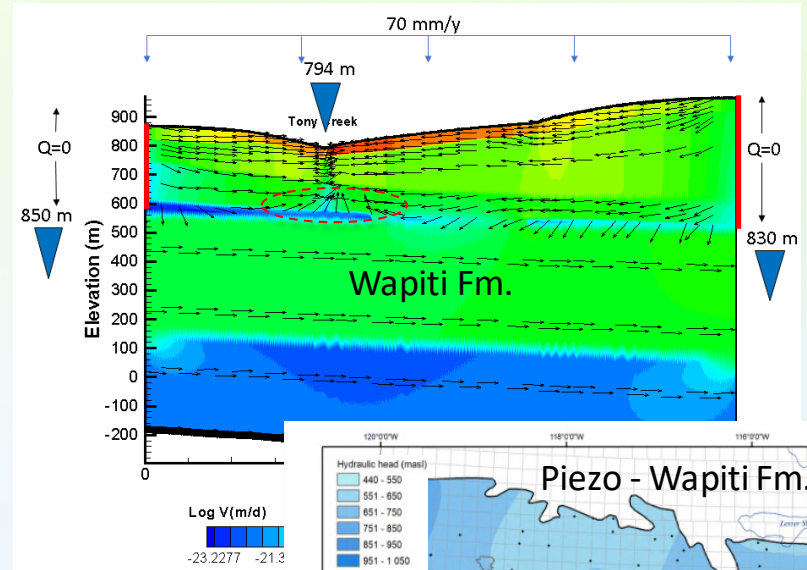 70 mm/y
794 m
Tony Creek
900
800
700
600
500
400
300
200
100
0
-100
-200
Elevation (m)
Q=0
850 m
Q=0
830 m
Wapiti Fm.
0
Log V(m/d)
-23.2277 -21.3
120°0'0"W 118°0'0"W 116°0'0"W
Hydraulic head (masl)
440 - 550
551 - 650
651 - 750
751 - 850
851 - 950
951 - 1 050
Piezo - Wapiti Fm.